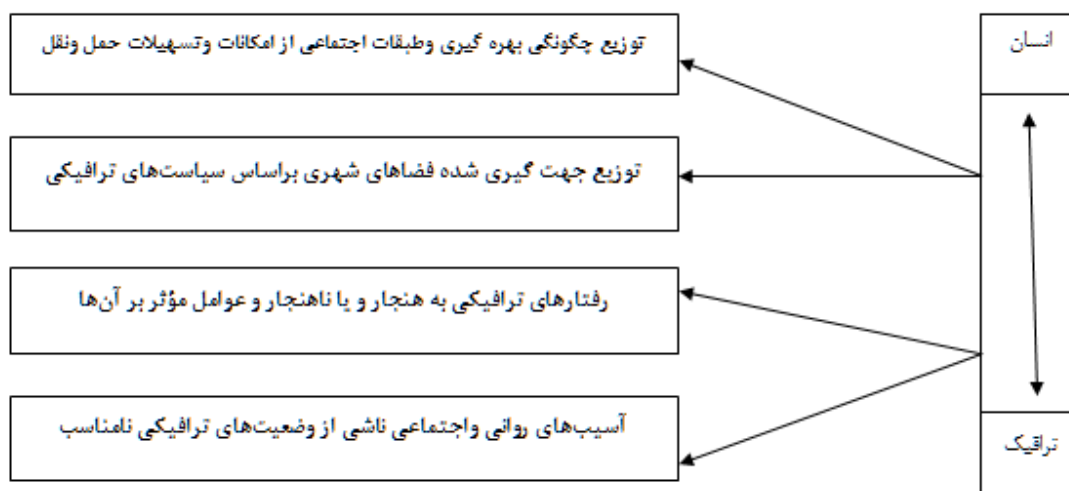 انسان
توزیع چگونگی بهره گیری وطبقات اجتماعی از امکانات وتسهیلات حمل ونقل
توزیع جهت گیری شده فضاهای شهری براساس سیاست‌های ترافیکی
رفتارهای ترافیکی به هنجار و یا ناهنجار و عوامل مؤثر بر آن‌ها
آسیب‌های روانی واجتماعی ناشی از وضعیت‌های ترافیکی نامناسب
ترافیک